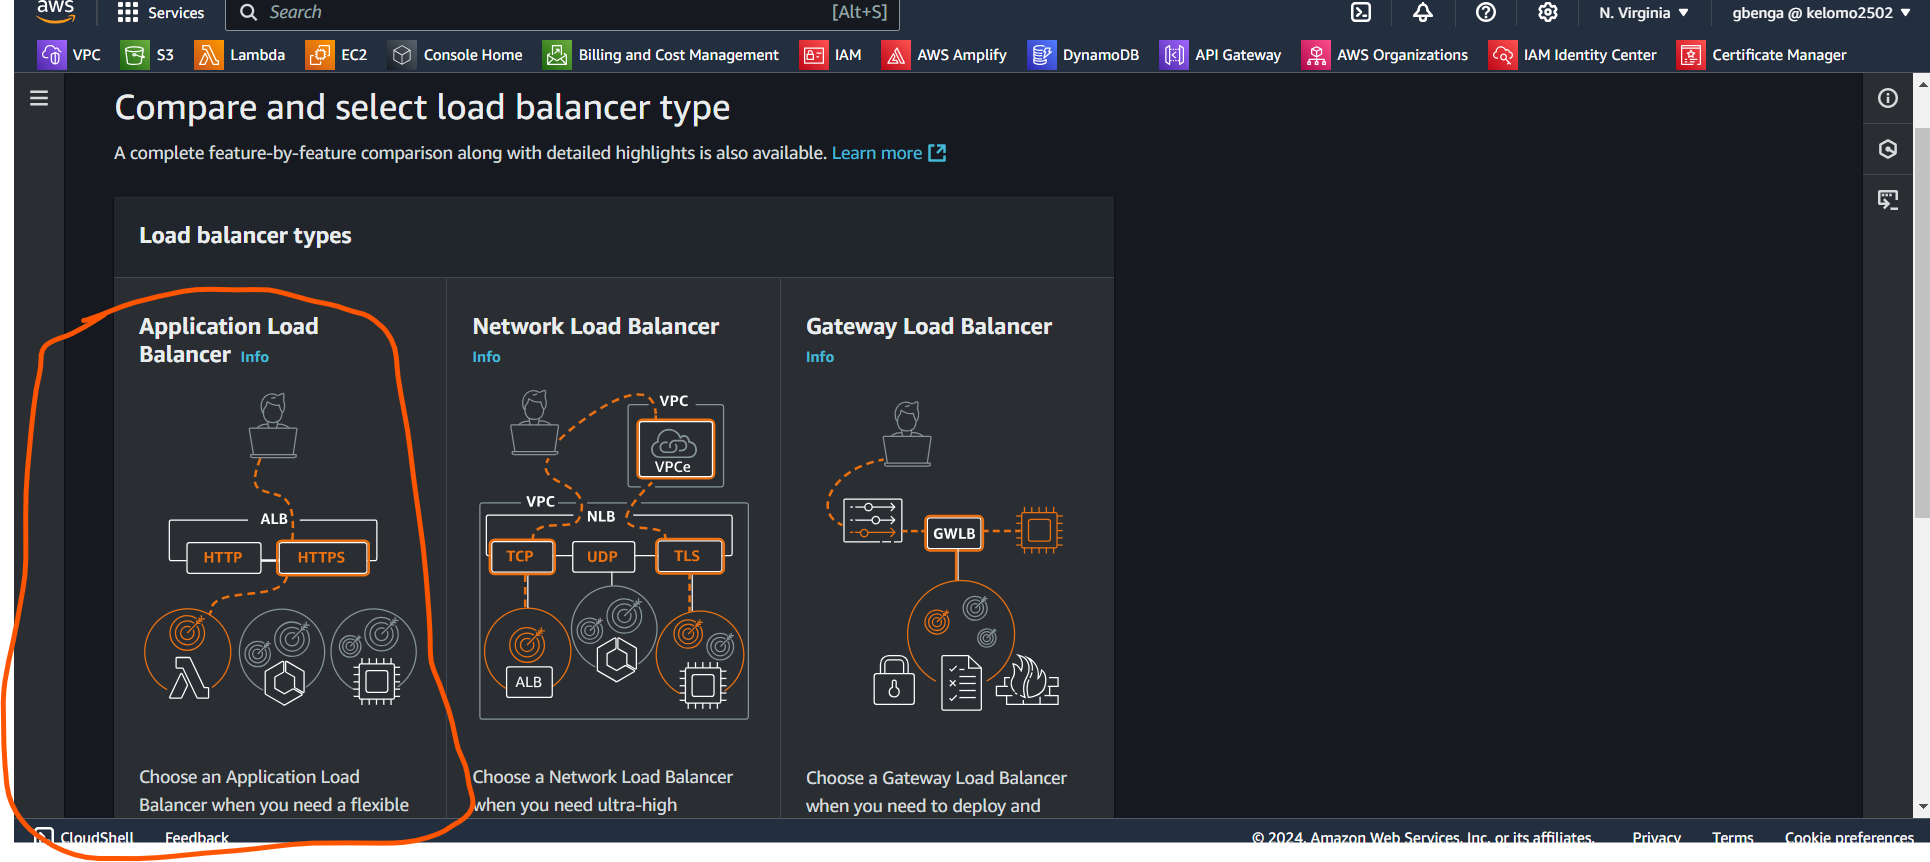 aws
Services
Search
[Alt+S]
N. Virginia
gbenga @ kelomo2502
VPC
S3
Lambda
EC2
Console Home
Billing and Cost Management
IAM
AWS Amplify
DynamoDB
API Gateway
AWS Organizations
IAM Identity Center
Certificate Manager
Compare and select load balancer type
A complete feature-by-feature comparison along with detailed highlights is also available. Learn more
Load balancer types
Application Load
Balancer Info
ALB
HTTP
HTTPS
Choose an Application Load
Balancer when you need a flexible
Network Load Balancer
Info
VPC
VPCe
VPC
NLB
TCP
UDP
TLS
ALB
Choose a Network Load Balancer
when you need ultra-high
Gateway Load Balancer
Info
GWLB
Choose a Gateway Load Balancer
when you need to deploy and
CloudShell
Feedback
© 2024, Amazon Web Services, Inc. or its affiliates.
Privacy
Terms
Cookie preferences